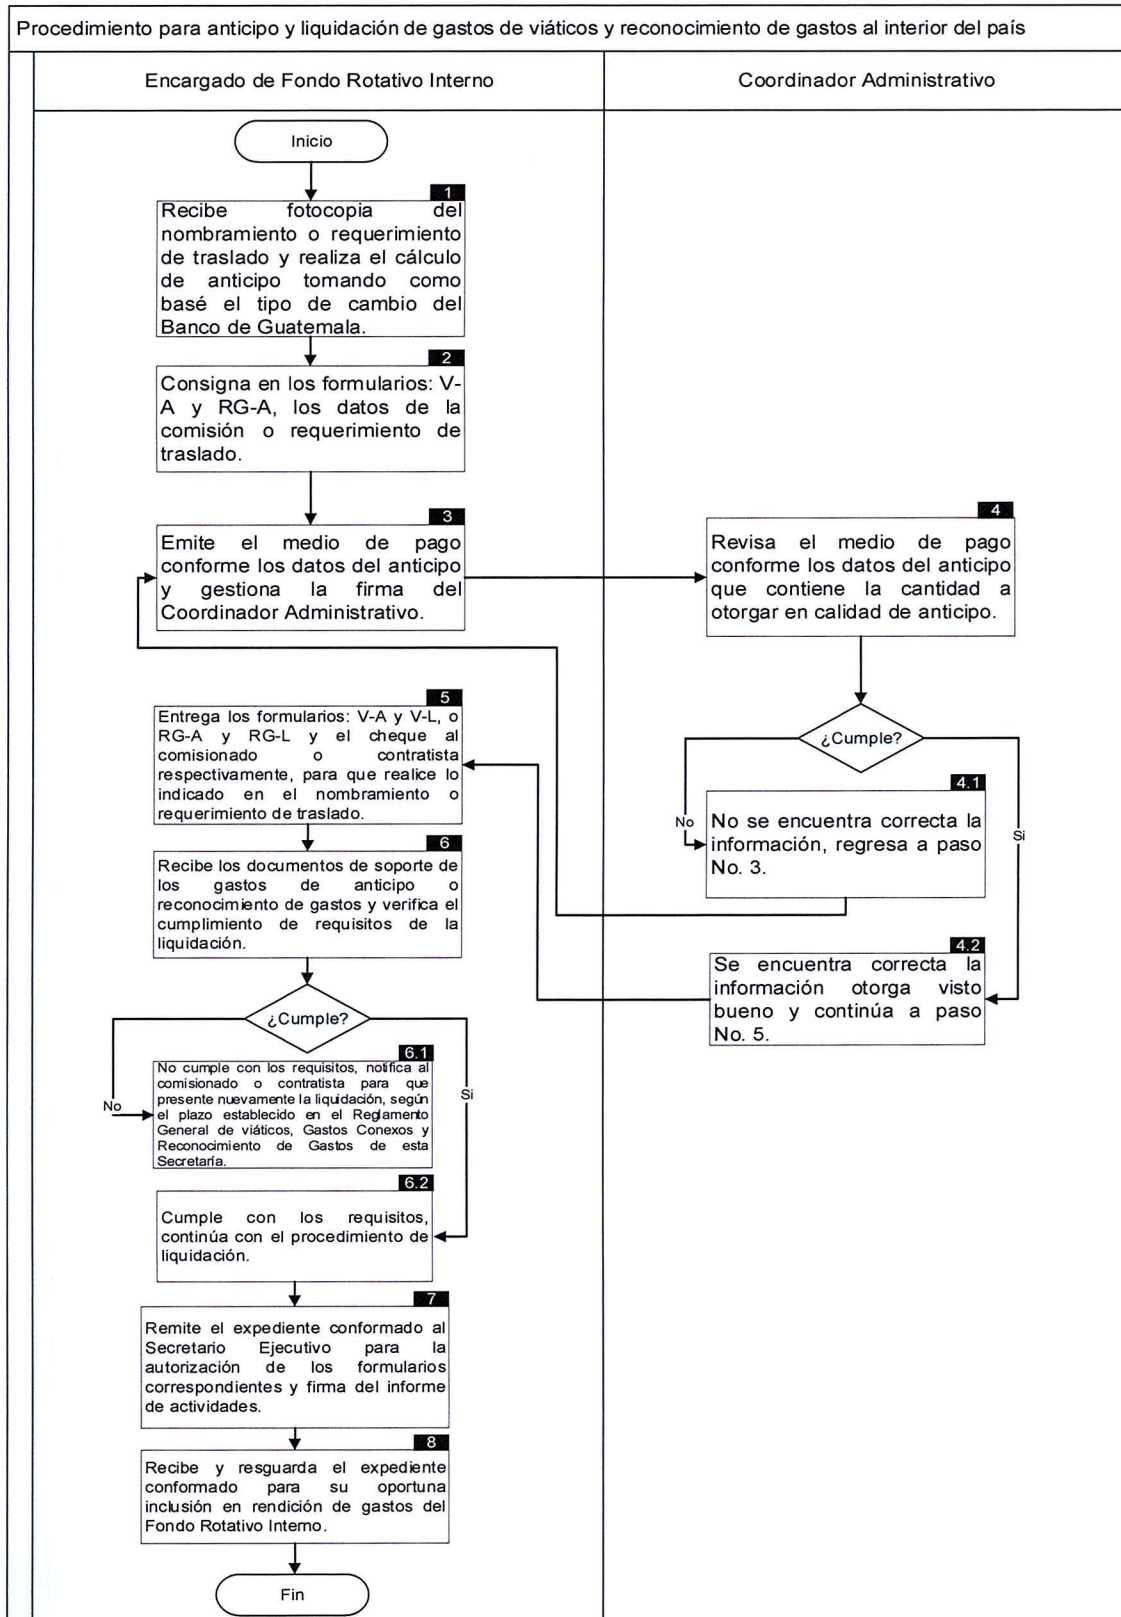 Procedimiento para anticipo y liquidación de gastos de viáticos y reconocimiento de gastos al interior del país
Encargado de Fondo Rotativo Interno
Coordinador Administrativo
Inicio
1
Recibe fotocopia del
nombramiento o requerimiento
de traslado y realiza el cálculo
de anticipo tomando como
basé el tipo de cambio del
Banco de Guatemala.
2
Consigna en los formularios: V-
A y RG-A, los datos de la
comisión o requerimiento de
traslado.
3
Emite el medio de pago
conforme los datos del anticipo
y gestiona la firma del
Coordinador Administrativo.
4
Revisa el medio de pago
conforme los datos del anticipo
que contiene la cantidad a
otorgar en calidad de anticipo.
¿Cumple?
No
Si
4.1
No se encuentra correcta la
información, regresa a paso
No. 3.
4.2
Se encuentra correcta la
información otorga visto
bueno y continúa a paso
No. 5.
5
Entrega los formularios: V-A y V-L, o
RG-A y RG-L y el cheque al
comisionado o contratista
respectivamente, para que realice lo
indicado en el nombramiento o
requerimiento de traslado.
6
Recibe los documentos de soporte de
los gastos de anticipo o
reconocimiento de gastos y verifica el
cumplimiento de requisitos de la
liquidación.
¿Cumple?
No
Si
6.1
No cumple con los requisitos, notifica al
comisionado o contratista para que
presente nuevamente la liquidación, según
el plazo establecido en el Reglamento
General de viáticos, Gastos Conexos y
Reconocimiento de Gastos de esta
Secretaría.
6.2
Cumple con los requisitos,
continúa con el procedimiento de
liquidación.
7
Remite el expediente conformado al
Secretario Ejecutivo para la
autorización de los formularios
correspondientes y firma del informe
de actividades.
8
Recibe y resguarda el expediente
conformado para su oportuna
inclusión en rendición de gastos del
Fondo Rotativo Interno.
Fin